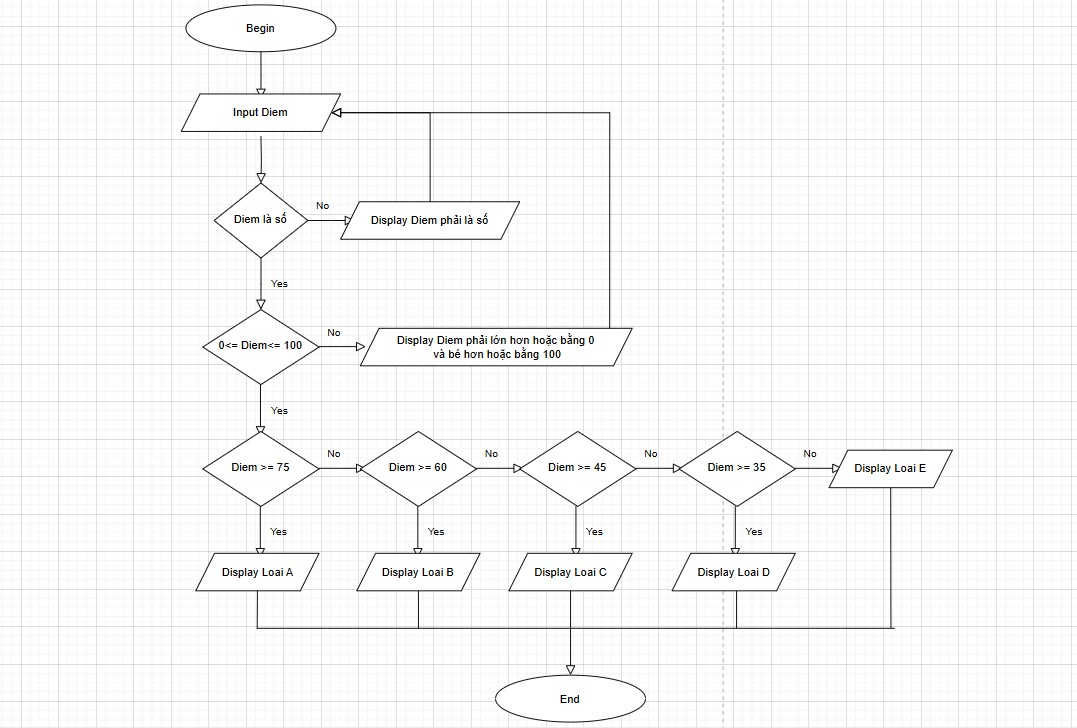 Begin
Input Diem
Diem là số
No
Display Diem phải là số
Yes
0<= Diem<= 100
No
Display Diem phải lớn hơn hoặc bằng 0
và bé hơn hoặc bằng 100
Yes
Diem >= 75
No
Diem >= 60
No
Diem >= 45
No
Diem >= 35
No
Display Loai E
Yes
Yes
Yes
Yes
Display Loai A
Display Loai B
Display Loai C
Display Loai D
End